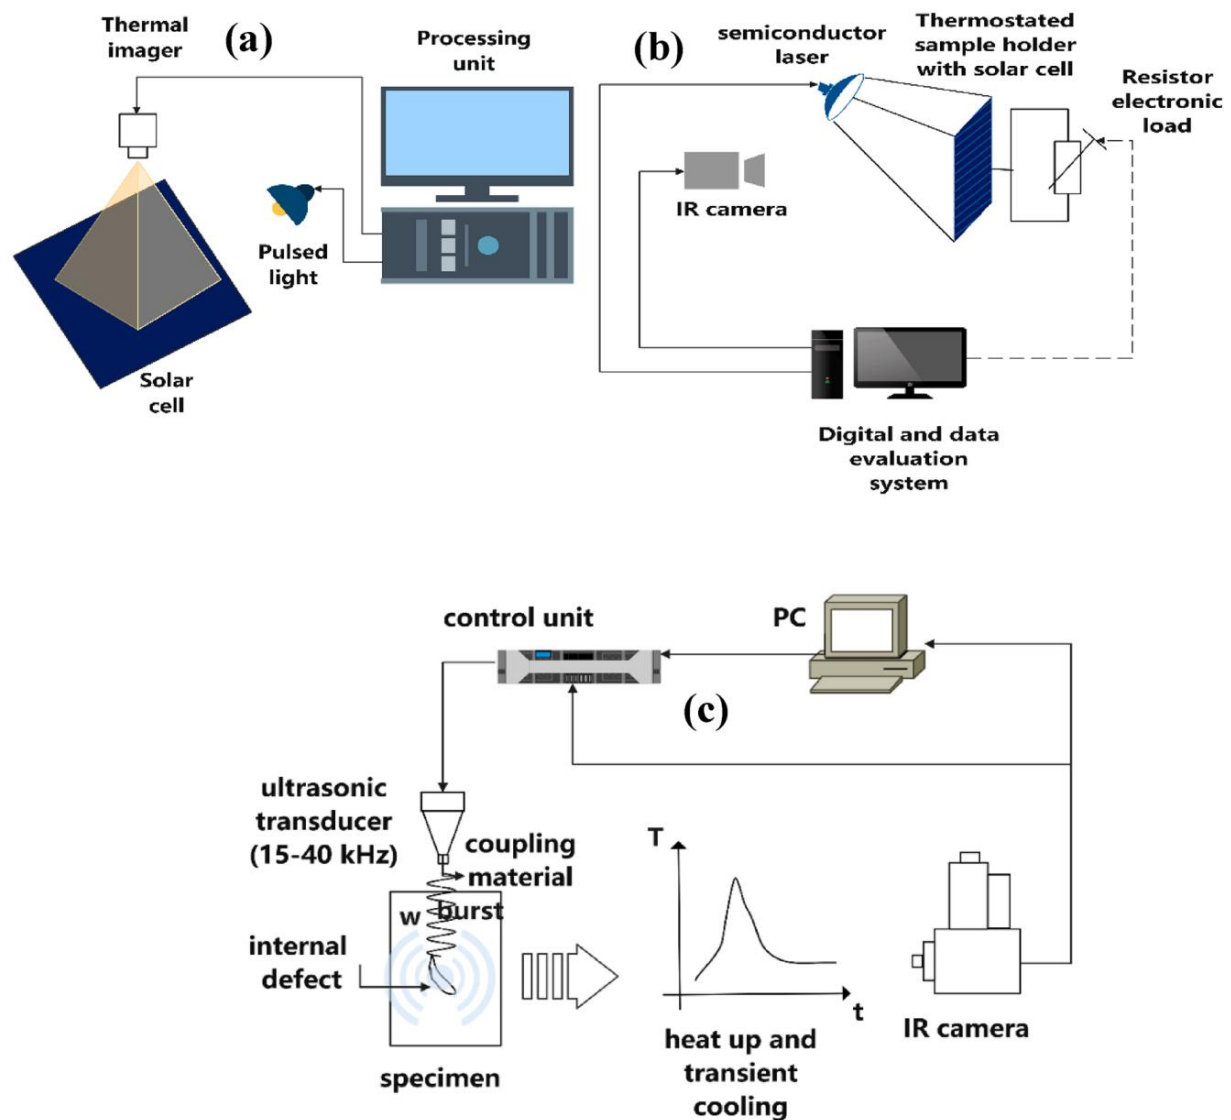 Thermal
imager
(a)
Processing
unit
Pulsed
light
Solar
cell
(b)
semiconductor
laser
Thermostated
sample holder
with solar cell
Resistor
electronic
load
IR camera
Digital and data
evaluation
system
control unit
PC
(c)
ultrasonic
transducer
(15-40 kHz)
coupling
material
burst
w
internal
defect
specimen
T
t
heat up and
transient
cooling
IR camera